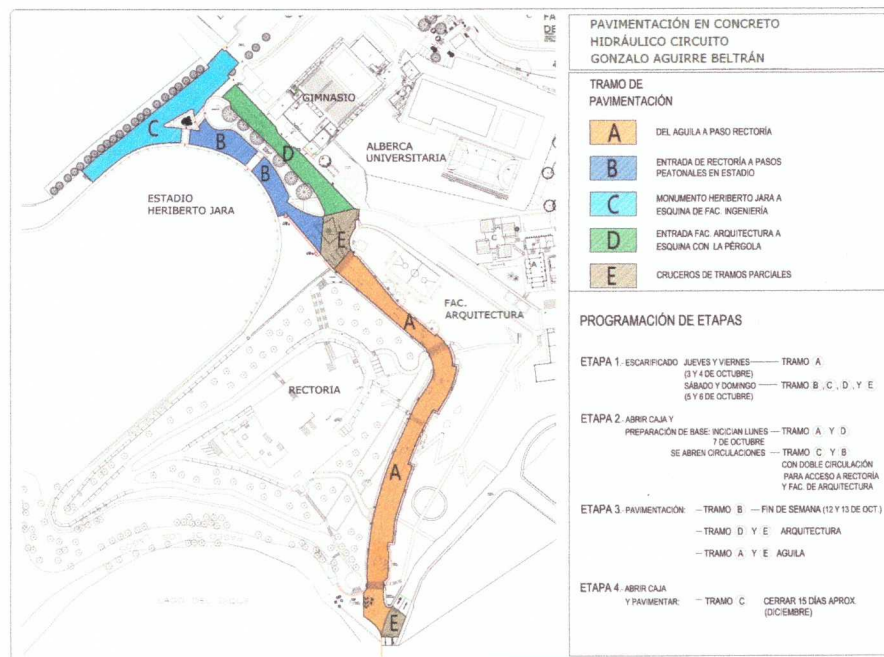 PAVIMENTACIÓN EN CONCRETO
HIDRÁULICO CIRCUITO
GONZALO AGUIRRE BELTRÁN
TRAMO DE
PAVIMENTACIÓN
A DEL AGUILA A PASO RECTORÍA
B ENTRADA DE RECTORÍA A PASOS
PEATONALES EN ESTADIO
C MONUMENTO HERIBERTO JARA A
ESQUINA DE FAC. INGENIERÍA
D ENTRADA FAC. ARQUITECTURA A
ESQUINA CON LA PÉRGOLA
E CRUCEROS DE TRAMOS PARCIALES
PROGRAMACIÓN DE ETAPAS
ETAPA 1.- ESCARIFICADO JUEVES Y VIERNES — TRAMO A
(3 Y 4 DE OCTUBRE)
SÁBADO Y DOMINGO — TRAMO B , C , D , Y E
(5 Y 6 DE OCTUBRE)
ETAPA 2.- ABRIR CAJA Y
PREPARACIÓN DE BASE: INCICIAN LUNES — TRAMO A Y D
7 DE OCTUBRE
SE ABREN CIRCULACIONES — TRAMO C Y B
CON DOBLE CIRCULACIÓN
PARA ACCESO A RECTORÍA
Y FAC. DE ARQUITECTURA
ETAPA 3.- PAVIMENTACIÓN: — TRAMO B — FIN DE SEMANA (12 Y 13 DE OCT.)
— TRAMO D Y E ARQUITECTURA
— TRAMO A Y E AGUILA
ETAPA 4.- ABRIR CAJA
Y PAVIMENTAR: — TRAMO C CERRAR 15 DÍAS APROX.
(DICIEMBRE)
FA
DE
GIMNASIO
C
B
D
ALBERCA
UNIVERSITARIA
B
ESTADIO
HERIBERTO JARA
E
FAC.
ARQUITECTURA
A
RECTORIA
A
E